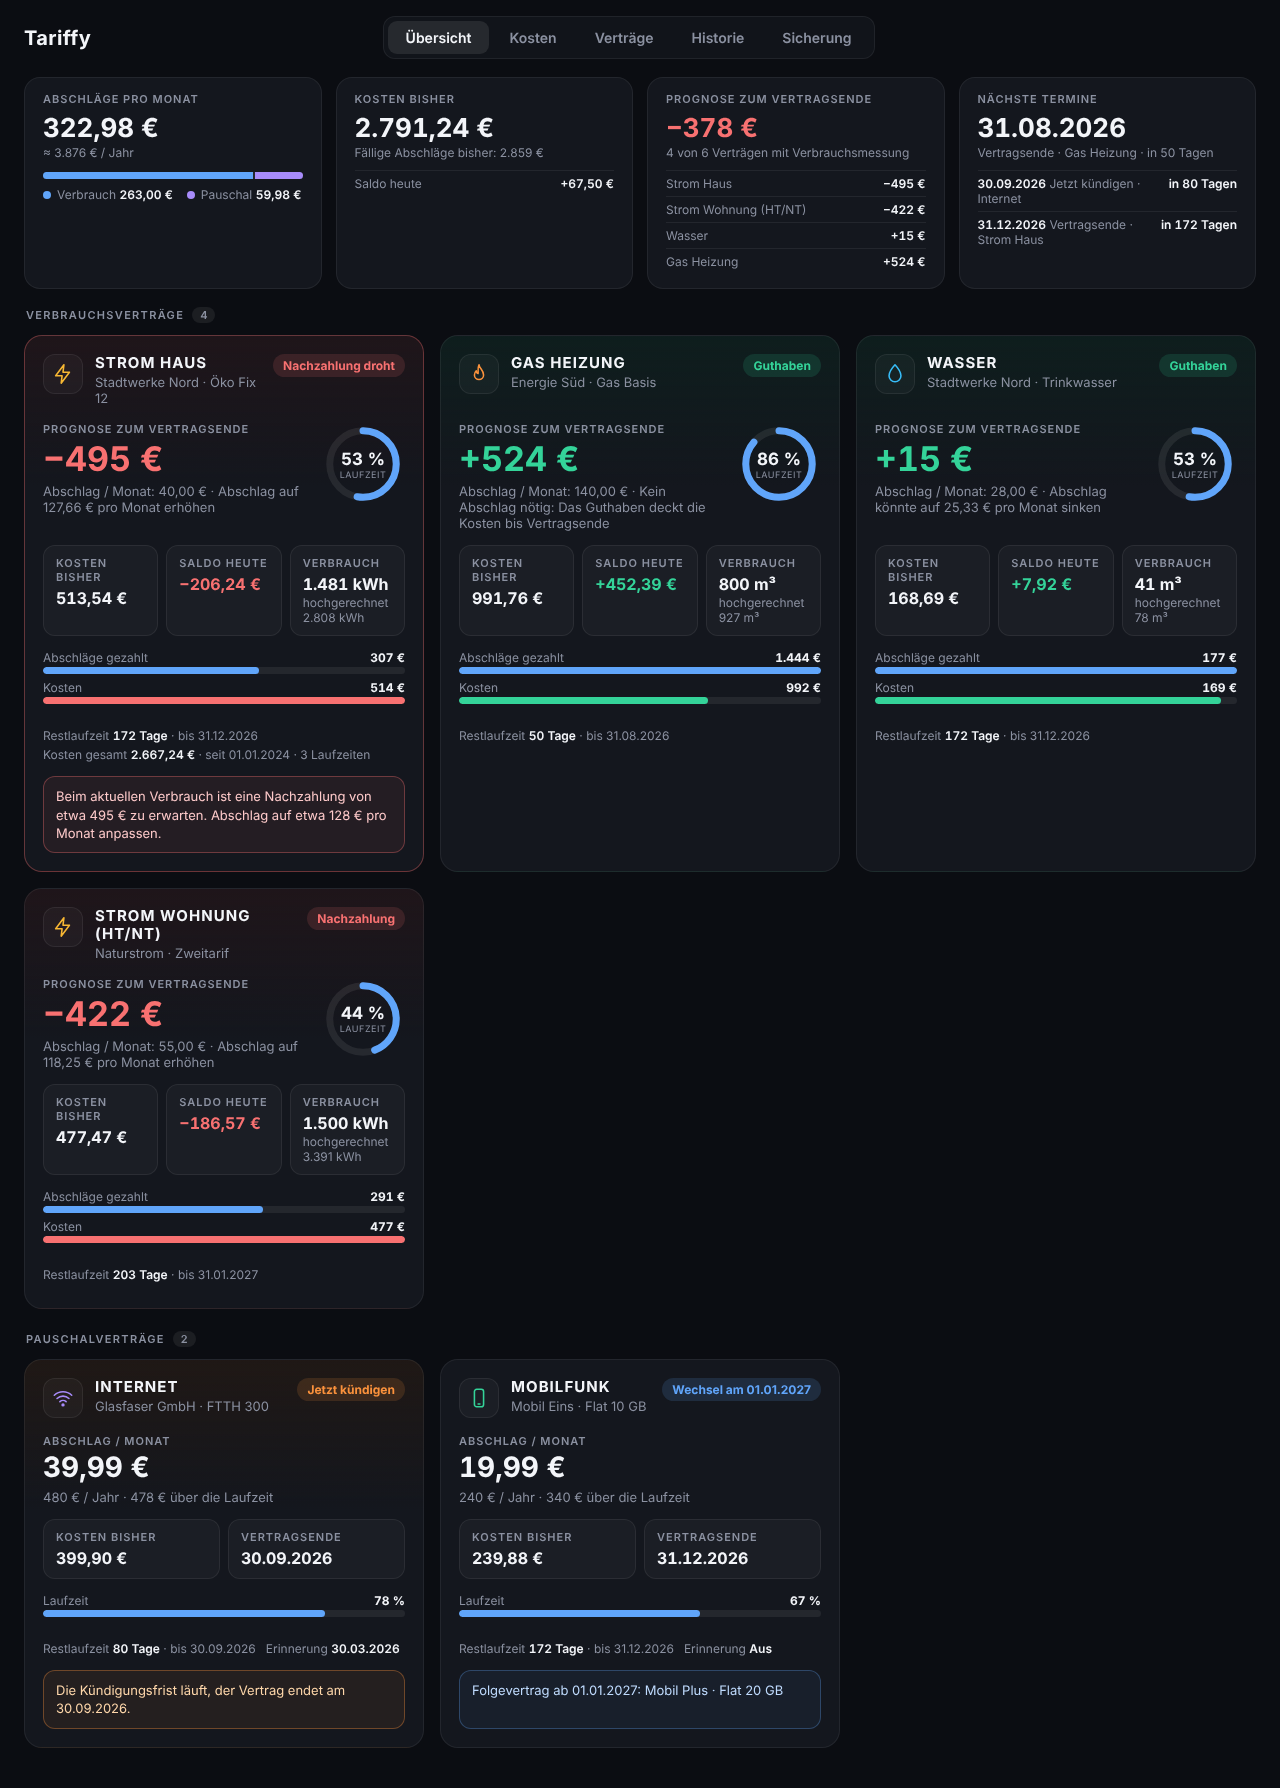 Tariffy
Übersicht
Kosten
Verträge
Historie
Sicherung
ABSCHLÄGE PRO MONAT
322,98 €
≈ 3.876 € / Jahr
Verbrauch 263,00 €
Pauschal 59,98 €
KOSTEN BISHER
2.791,24 €
Fällige Abschläge bisher: 2.859 €
Saldo heute +67,50 €
PROGNOSE ZUM VERTRAGSENDE
−378 €
4 von 6 Verträgen mit Verbrauchsmessung
Strom Haus −495 €
Strom Wohnung (HT/NT) −422 €
Wasser +15 €
Gas Heizung +524 €
NÄCHSTE TERMINE
31.08.2026
Vertragsende · Gas Heizung · in 50 Tagen
30.09.2026 Jetzt kündigen · in 80 Tagen
Internet
31.12.2026 Vertragsende · in 172 Tagen
Strom Haus
VERBRAUCHSVERTRÄGE 4
STROM HAUS
Nachzahlung droht
Stadtwerke Nord · Öko Fix
12
PROGNOSE ZUM VERTRAGSENDE
−495 €
Abschlag / Monat: 40,00 € · Abschlag auf
127,66 € pro Monat erhöhen
53 %
LAUFZEIT
KOSTEN
BISHER
513,54 €
SALDO HEUTE
−206,24 €
VERBRAUCH
1.481 kWh
hochgerechnet
2.808 kWh
Abschläge gezahlt 307 €
Kosten 514 €
Restlaufzeit 172 Tage · bis 31.12.2026
Kosten gesamt 2.667,24 € · seit 01.01.2024 · 3 Laufzeiten
Beim aktuellen Verbrauch ist eine Nachzahlung von
etwa 495 € zu erwarten. Abschlag auf etwa 128 € pro
Monat anpassen.
GAS HEIZUNG
Guthaben
Energie Süd · Gas Basis
PROGNOSE ZUM VERTRAGSENDE
+524 €
Abschlag / Monat: 140,00 € · Kein
Abschlag nötig: Das Guthaben deckt die
Kosten bis Vertragsende
86 %
LAUFZEIT
KOSTEN
BISHER
991,76 €
SALDO HEUTE
+452,39 €
VERBRAUCH
800 m³
hochgerechnet
927 m³
Abschläge gezahlt 1.444 €
Kosten 992 €
Restlaufzeit 50 Tage · bis 31.08.2026
WASSER
Guthaben
Stadtwerke Nord · Trinkwasser
PROGNOSE ZUM VERTRAGSENDE
+15 €
Abschlag / Monat: 28,00 € · Abschlag
könnte auf 25,33 € pro Monat sinken
53 %
LAUFZEIT
KOSTEN
BISHER
168,69 €
SALDO HEUTE
+7,92 €
VERBRAUCH
41 m³
hochgerechnet
78 m³
Abschläge gezahlt 177 €
Kosten 169 €
Restlaufzeit 172 Tage · bis 31.12.2026
STROM WOHNUNG
(HT/NT)
Nachzahlung
Naturstrom · Zweitarif
PROGNOSE ZUM VERTRAGSENDE
−422 €
Abschlag / Monat: 55,00 € · Abschlag auf
118,25 € pro Monat erhöhen
44 %
LAUFZEIT
KOSTEN
BISHER
477,47 €
SALDO HEUTE
−186,57 €
VERBRAUCH
1.500 kWh
hochgerechnet
3.391 kWh
Abschläge gezahlt 291 €
Kosten 477 €
Restlaufzeit 203 Tage · bis 31.01.2027
PAUSCHALVERTRÄGE 2
INTERNET
Jetzt kündigen
Glasfaser GmbH · FTTH 300
ABSCHLAG / MONAT
39,99 €
480 € / Jahr · 478 € über die Laufzeit
KOSTEN BISHER
399,90 €
VERTRAGSENDE
30.09.2026
Laufzeit 78 %
Restlaufzeit 80 Tage · bis 30.09.2026 Erinnerung 30.03.2026
Die Kündigungsfrist läuft, der Vertrag endet am
30.09.2026.
MOBILFUNK
Wechsel am 01.01.2027
Mobil Eins · Flat 10 GB
ABSCHLAG / MONAT
19,99 €
240 € / Jahr · 340 € über die Laufzeit
KOSTEN BISHER
239,88 €
VERTRAGSENDE
31.12.2026
Laufzeit 67 %
Restlaufzeit 172 Tage · bis 31.12.2026 Erinnerung Aus
Folgevertrag ab 01.01.2027: Mobil Plus · Flat 20 GB